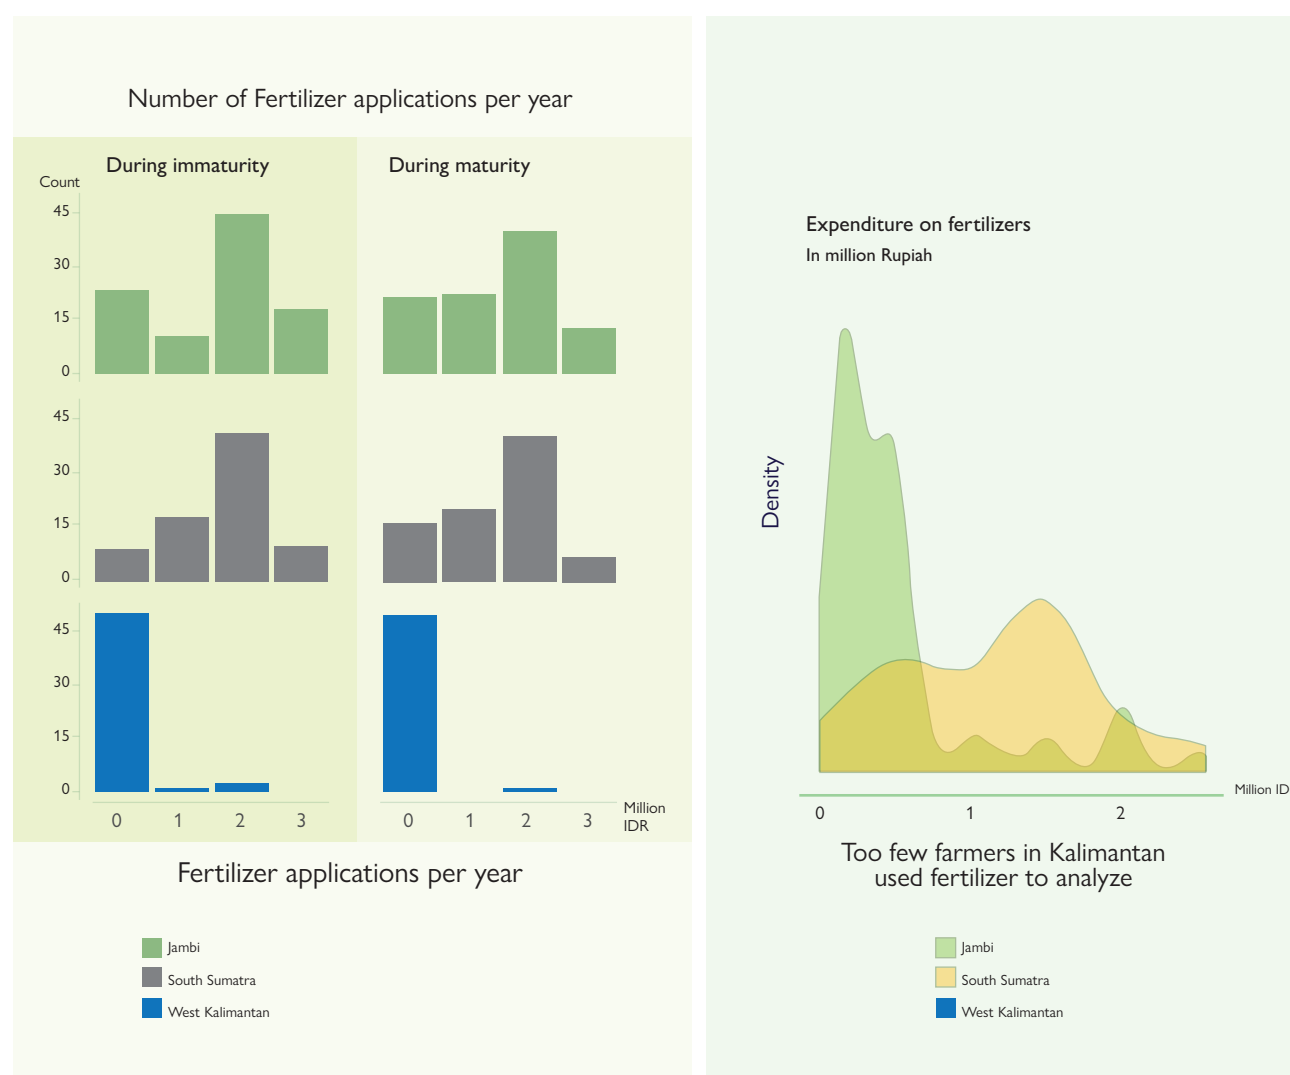 Number of Fertilizer applications per year
During immaturity
During maturity
Count
45
30
15
0
45
30
15
0
45
30
15
0
0 1 2 3
0 1 2 3
Million
IDR
Fertilizer applications per year
Jambi
South Sumatra
West Kalimantan
Expenditure on fertilizers
In million Rupiah
Density
Million ID
0 1 2
Too few farmers in Kalimantan
used fertilizer to analyze
Jambi
South Sumatra
West Kalimantan